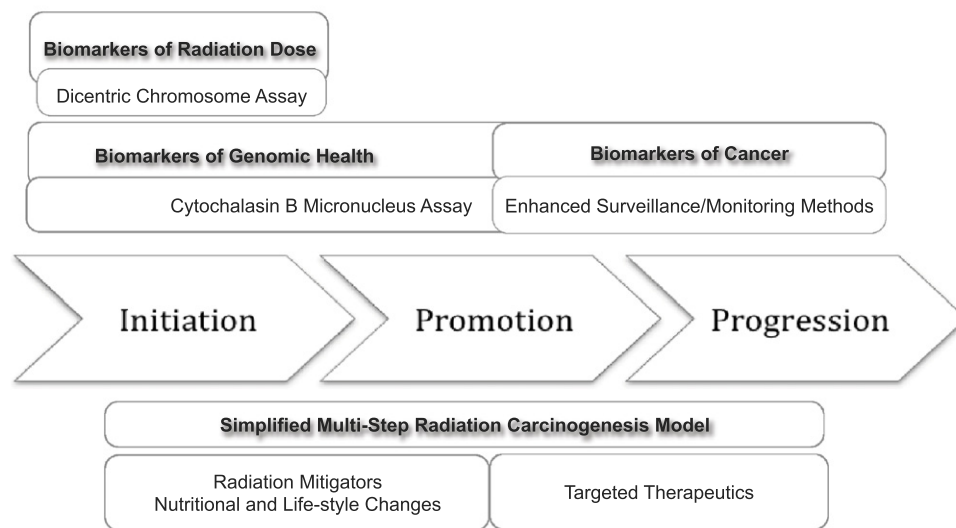 Biomarkers of Radiation Dose
Dicentric Chromosome Assay
Biomarkers of Genomic Health
Biomarkers of Cancer
Cytochalasin B Micronucleus Assay
Enhanced Surveillance/Monitoring Methods
Initiation
Promotion
Progression
Simplified Multi-Step Radiation Carcinogenesis Model
Radiation Mitigators
Nutritional and Life-style Changes
Targeted Therapeutics